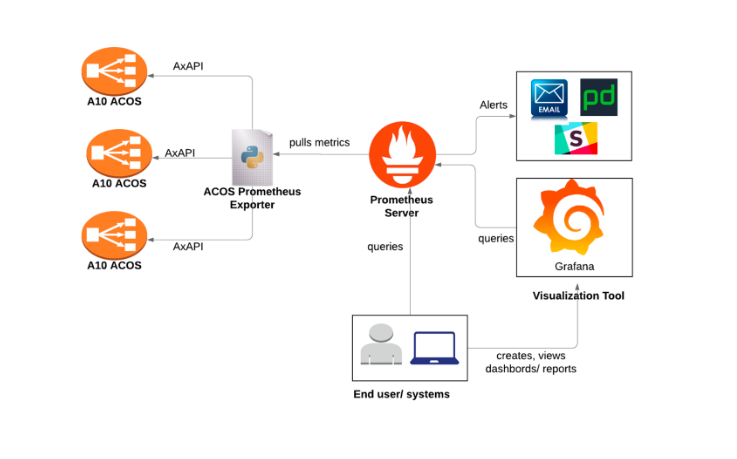 AxAPI
A10 ACOS
AxAPI
A10 ACOS
AxAPI
A10 ACOS
ACOS Prometheus
Exporter
pulls metrics
Prometheus
Server
Alerts
EMAIL
pd
S
queries
Grafana
Visualization Tool
queries
creates, views
dashbords/ reports
End user/ systems